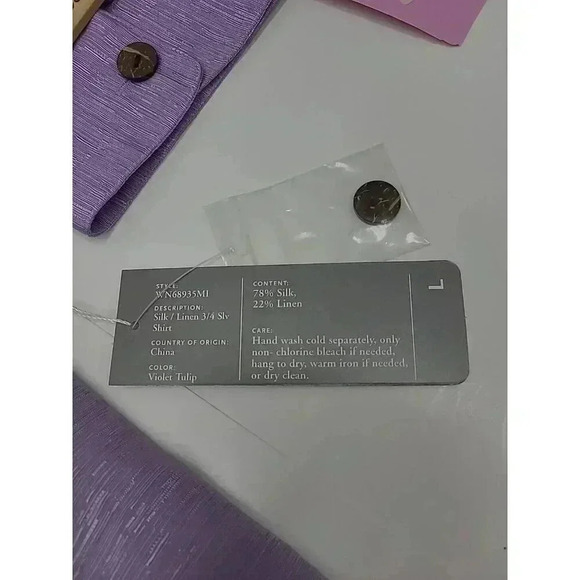 STYLE:
WN68935MI
DESCRIPTION:
Silk / Linen 3/4 Slv
Shirt
COUNTRY OF ORIGIN:
China
COLOR:
Violet Tulip
CONTENT:
78% Silk,
22% Linen
CARE:
Hand wash cold separately, only
non- chlorine bleach if needed,
hang to dry, warm iron if needed,
or dry clean.
L